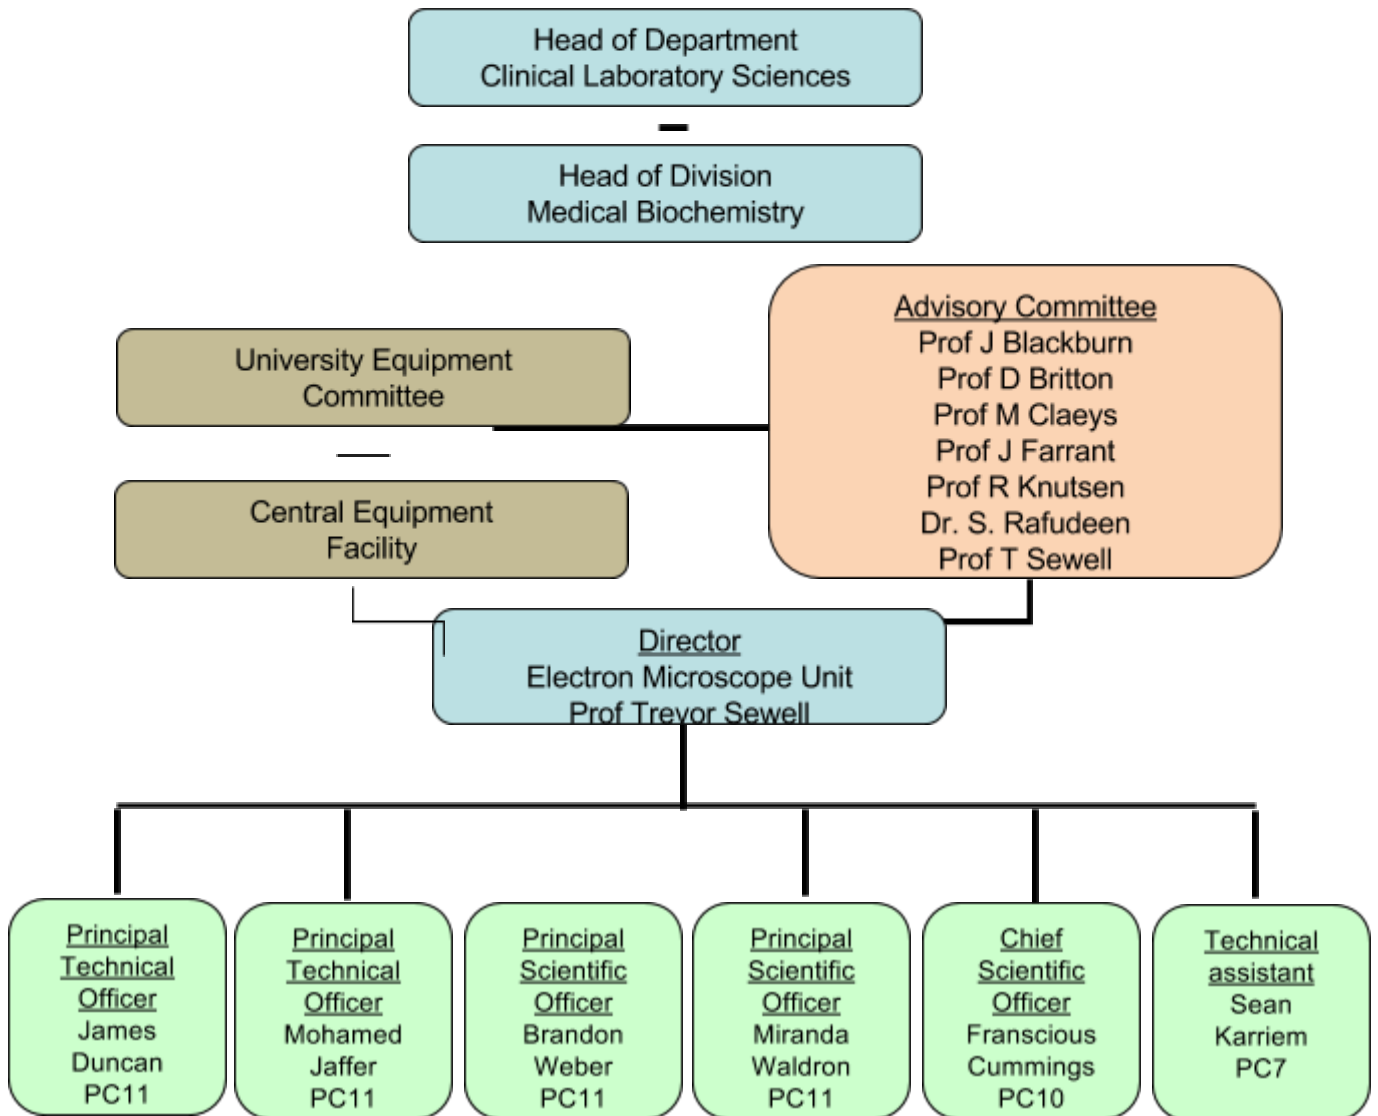 Head of Department
Clinical Laboratory Sciences
Head of Division
Medical Biochemistry
Advisory Committee
Prof J Blackburn
Prof D Britton
Prof M Claeys
Prof J Farrant
Prof R Knutsen
Dr. S. Rafudeen
Prof T Sewell
University Equipment
Committee
Central Equipment
Facility
Director
Electron Microscope Unit
Prof Trevor Sewell
Principal
Technical
Officer
James
Duncan
PC11
Principal
Technical
Officer
Mohamed
Jaffer
PC11
Principal
Scientific
Officer
Brandon
Weber
PC11
Principal
Scientific
Officer
Miranda
Waldron
PC11
Chief
Scientific
Officer
Franscious
Cummings
PC10
Technical
assistant
Sean
Karriem
PC7